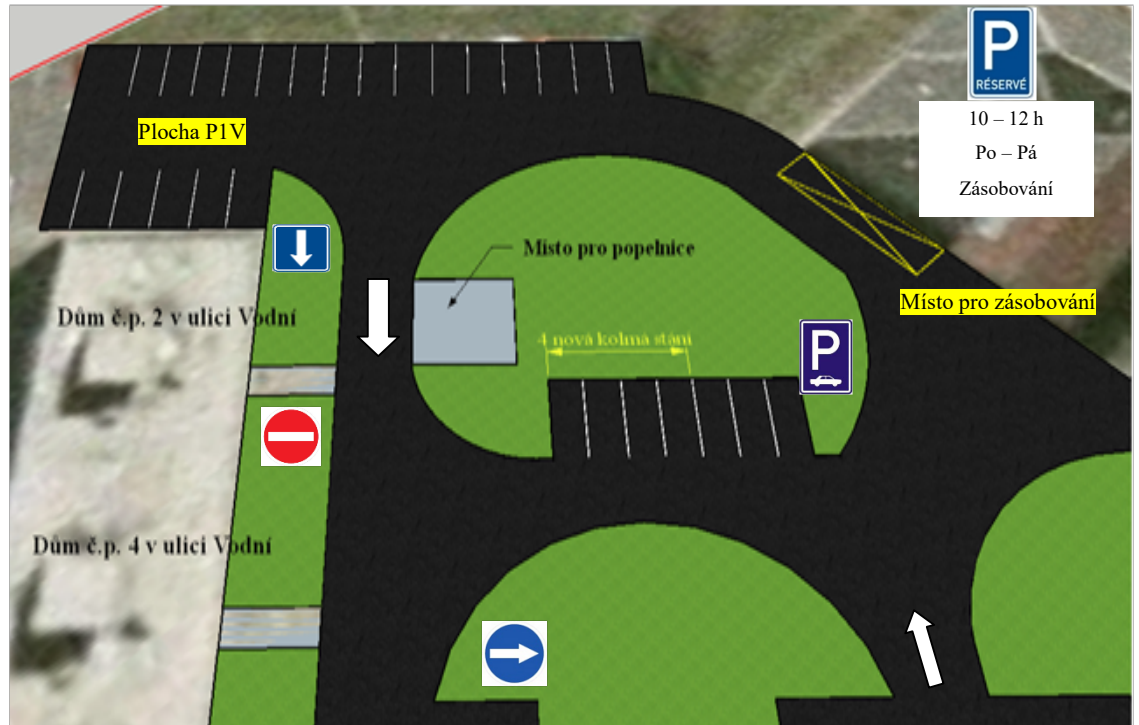 P
RÉSERVÉ
10 – 12 h
Po – Pá
Zásobování
Plocha P1V
Místo pro popelnice
Místo pro zásobování
Dům č.p. 2 v ulici Vodní
4 nová kolmá stání
P
Dům č.p. 4 v ulici Vodní